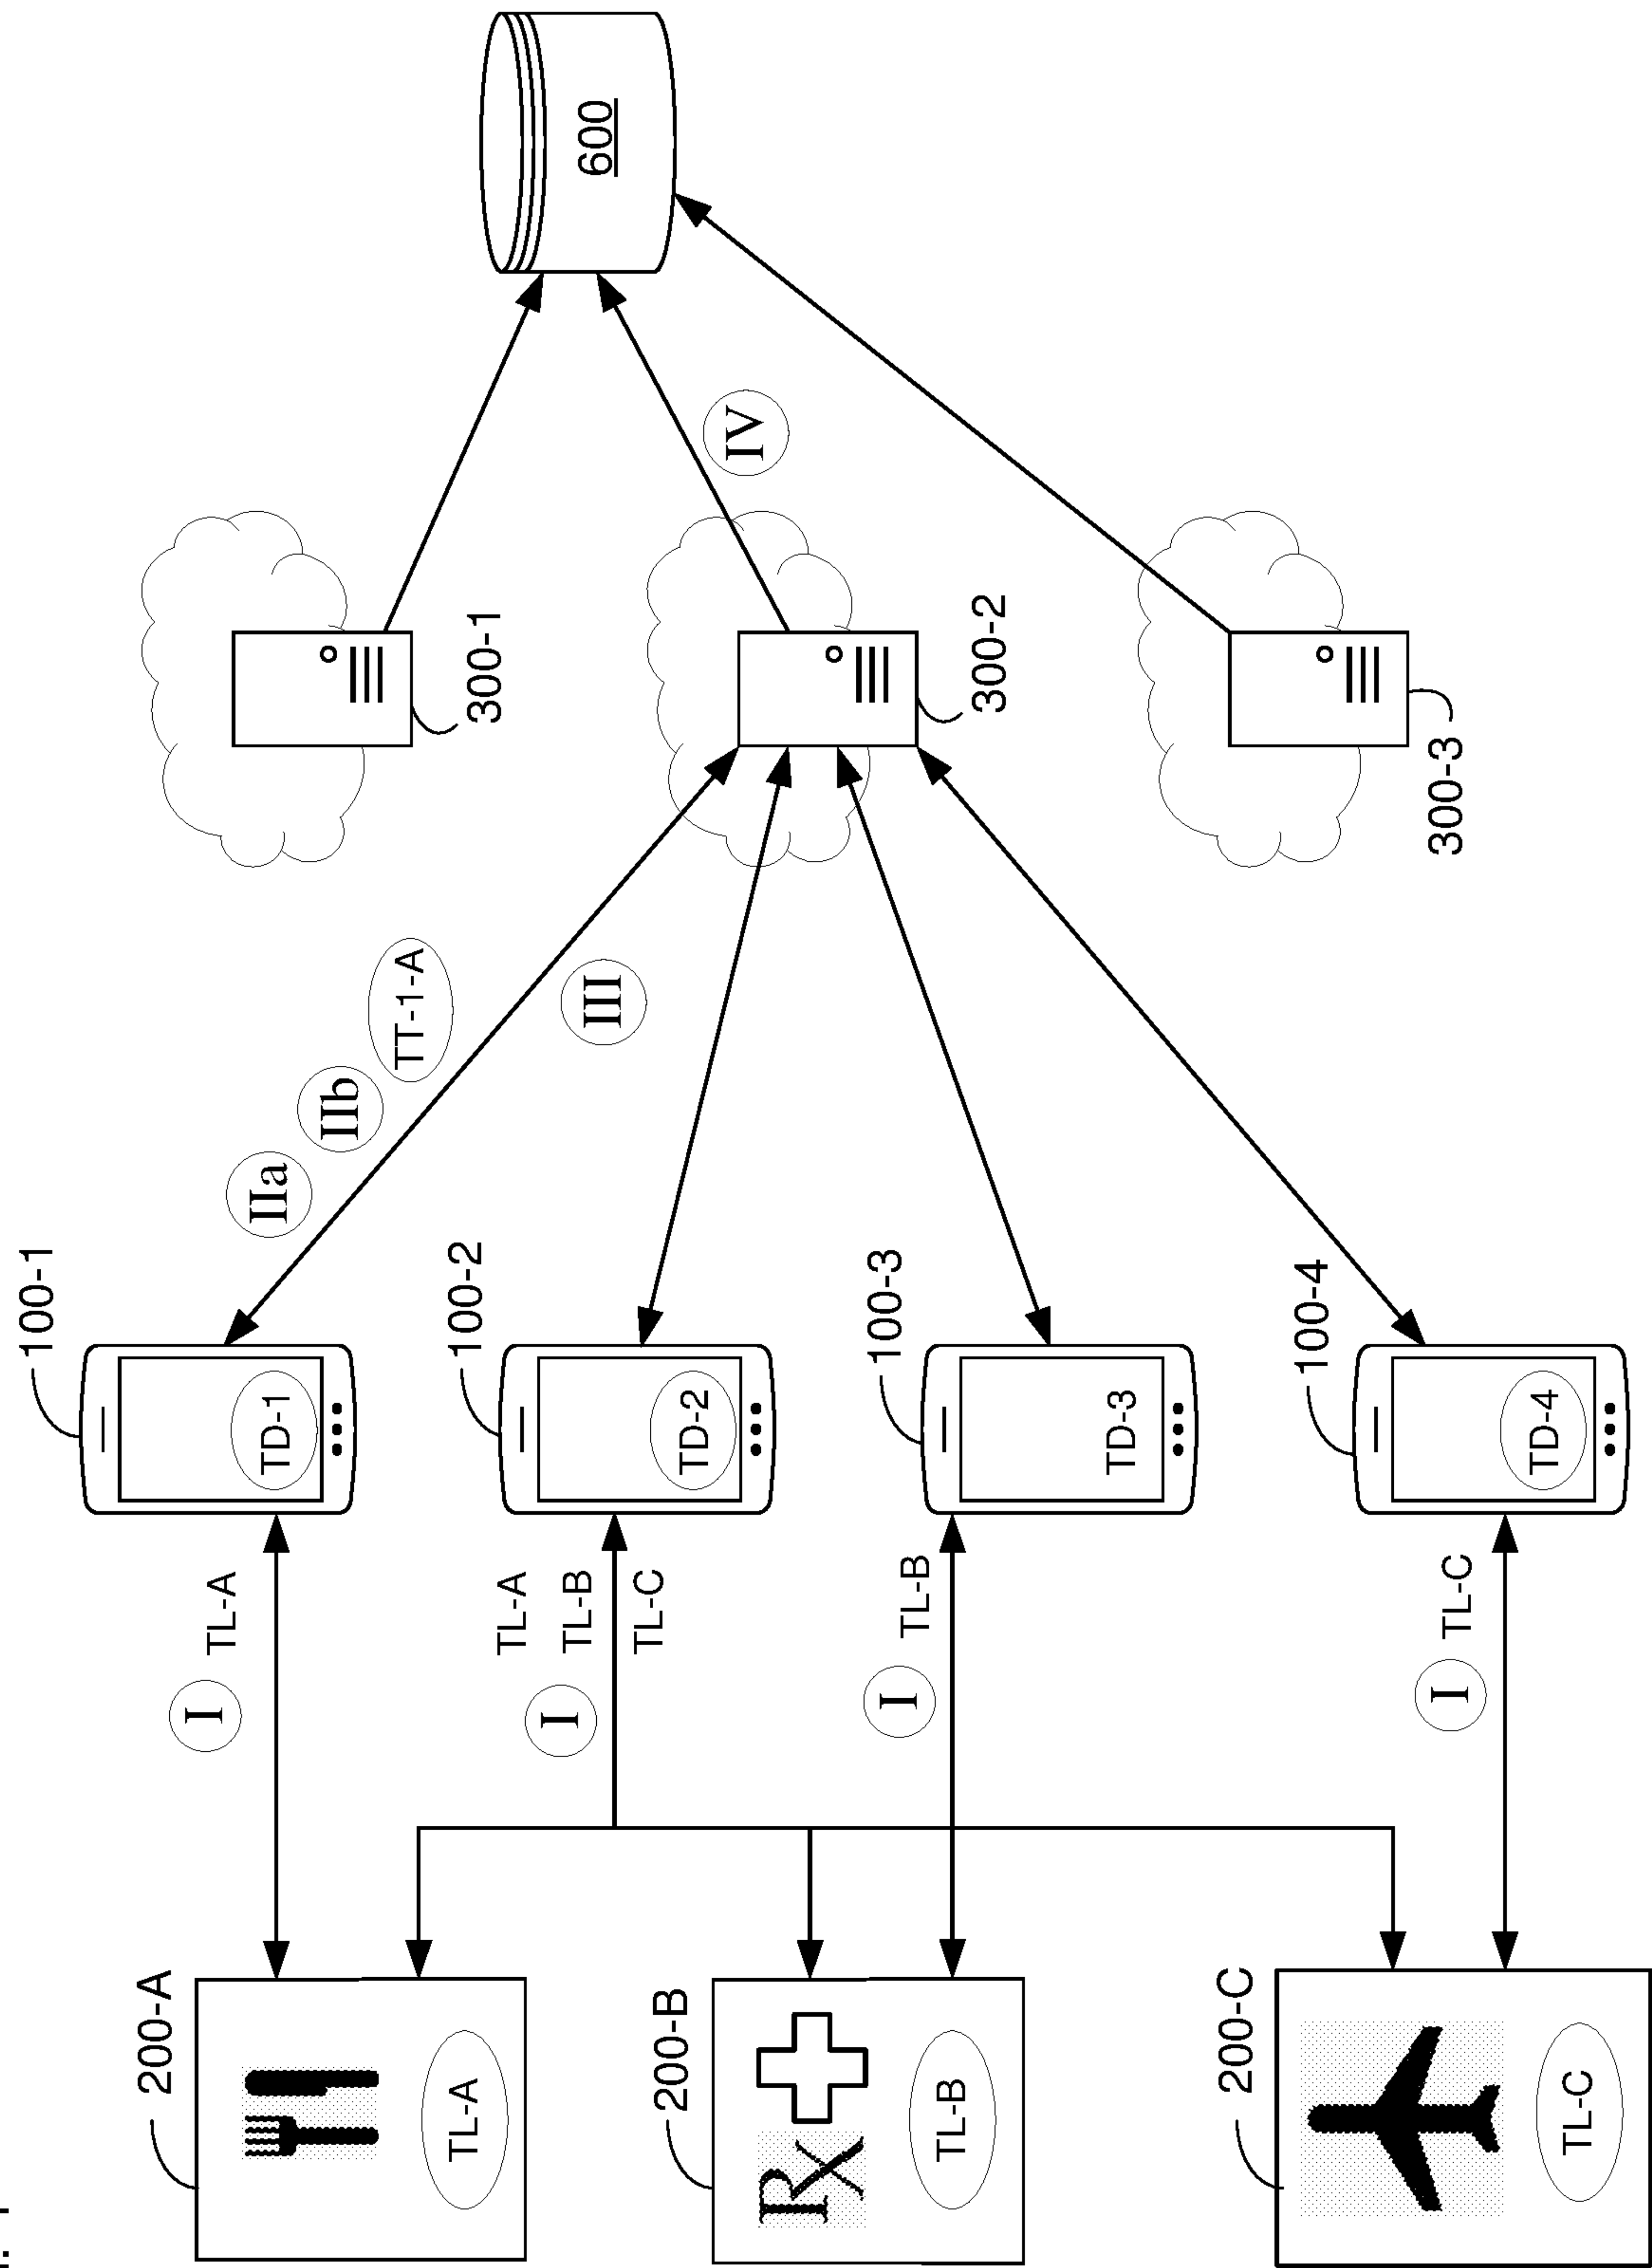 200-A
TL-A
200-B
Rx
TL-B
200-C
TL-C
I
TL-A
I
TL-A
TL-B
TL-C
I
TL-B
I
TL-C
100-1
TD-1
100-2
TD-2
100-3
TD-3
100-4
TD-4
IIa
IIb
TT-1-A
III
300-1
300-2
300-3
IV
600